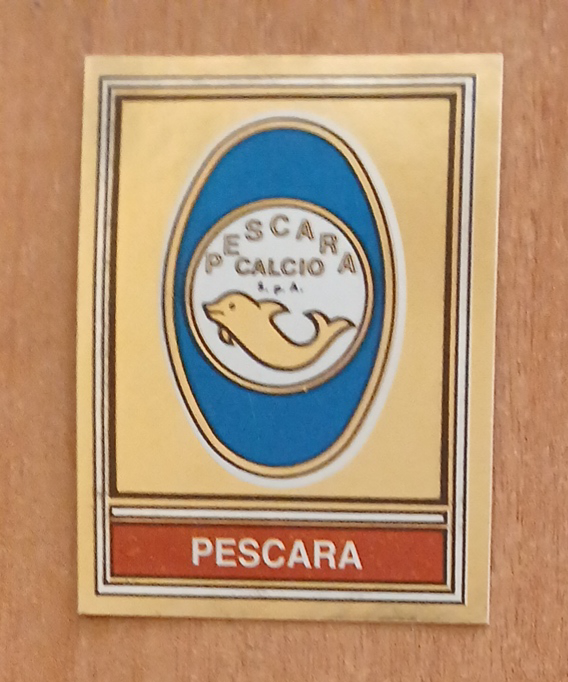 PESCARA
CALCIO
S. p. A.
PESCARA